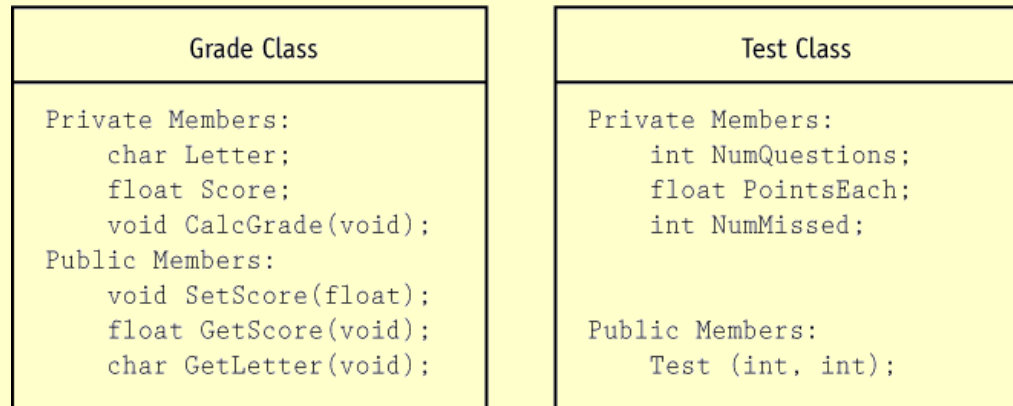 Grade Class
Private Members:
char Letter;
float Score;
void CalcGrade(void);
Public Members:
void SetScore(float);
float GetScore(void);
char GetLetter(void);
Test Class
Private Members:
int NumQuestions;
float PointsEach;
int NumMissed;
Public Members:
Test (int, int);